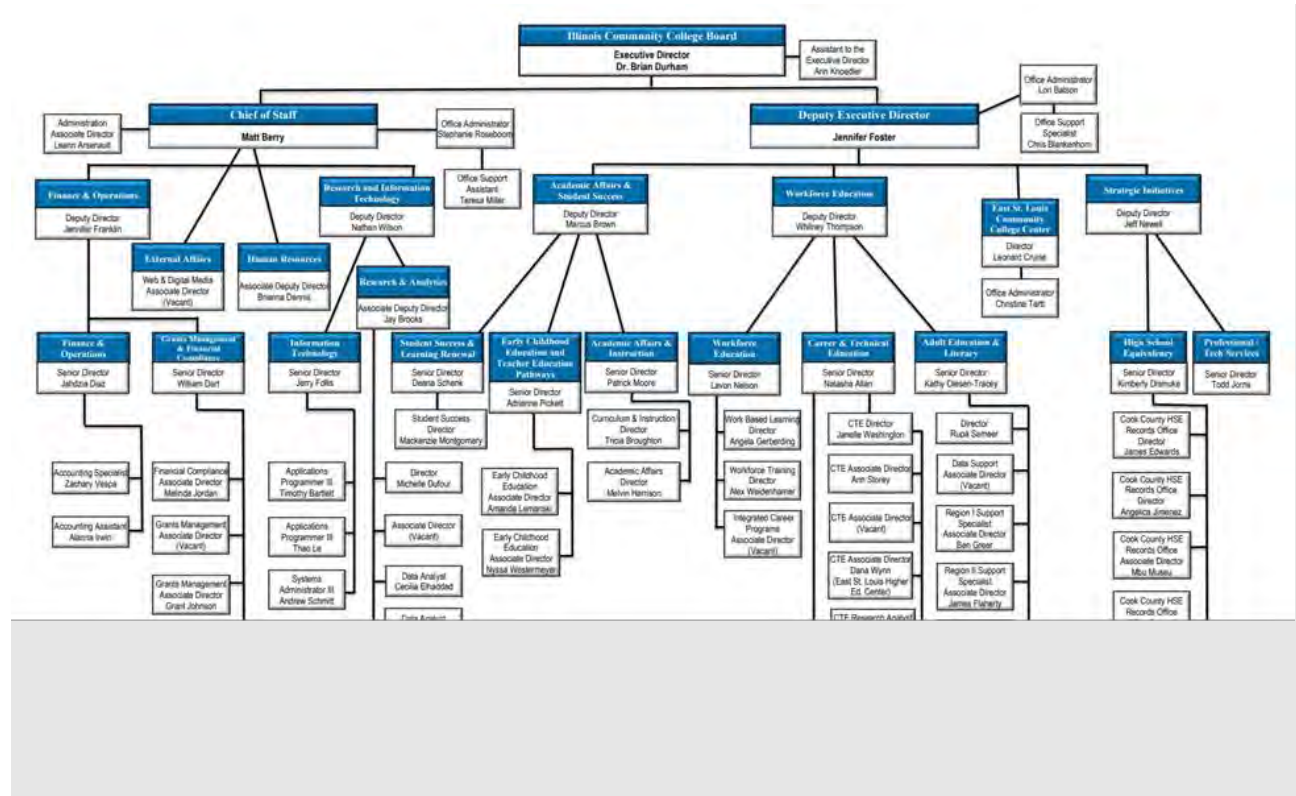 Illinois Community College Board
Executive Director
Dr. Brian Durham
Assistant to the
Executive Director
Ann Knoedler
Chief of Staff
Matt Berry
Administration
Associate Director
Leann Arsenault
Office Administrator
Stephanie Roseboom
Office Support
Assistant
Teresa Miller
Deputy Executive Director
Jennifer Foster
Office Administrator
Lori Batson
Office Support
Specialist
Chris Blankenhorn
Finance & Operations
Deputy Director
Jennifer Franklin
External Affairs
Web & Digital Media
Associate Director
(Vacant)
Human Resources
Associate Deputy Director
Brianna Dennis
Research and Information
Technology
Deputy Director
Nathan Wilson
Research & Analytics
Associate Deputy Director
Jay Brooks
Academic Affairs &
Student Success
Deputy Director
Marcus Brown
Workforce Education
Deputy Director
Whitney Thompson
East St. Louis
Community
College Center
Director
Leonard Cruise
Office Administrator
Christine Tartt
Strategic Initiatives
Deputy Director
Jeff Newell
Finance &
Operations
Senior Director
Jahdzia Diaz
Accounting Specialist
Zachary Vespa
Accounting Assistant
Alanna Irwin
Grants Management
& Financial
Compliance
Senior Director
William Dart
Financial Compliance
Associate Director
Melinda Jordan
Grants Management
Associate Director
(Vacant)
Grants Management
Associate Director
Grant Johnson
Information
Technology
Senior Director
Jerry Follis
Applications
Programmer III
Timothy Bartlett
Applications
Programmer III
Thao Le
Systems
Administrator III
Andrew Schmitt
Student Success &
Learning Renewal
Senior Director
Deana Schenk
Student Success
Director
Mackenzie Montgomery
Director
Michelle Dufour
Associate Director
(Vacant)
Data Analyst
Cecilia Elhaddad
Data Analyst
Early Childhood
Education and
Teacher Education
Pathways
Senior Director
Adrianne Pickett
Early Childhood
Education
Associate Director
Amanda Lemanski
Early Childhood
Education
Associate Director
Nyssa Westermeyer
Academic Affairs &
Instruction
Senior Director
Patrick Moore
Curriculum & Instruction
Director
Tricia Broughton
Academic Affairs
Director
Melvin Harrison
Workforce
Education
Senior Director
Lavon Nelson
Work Based Learning
Director
Angela Gerberding
Workforce Training
Director
Alex Weidenhamer
Integrated Career
Programs
Associate Director
(Vacant)
Career & Technical
Education
Senior Director
Natasha Allan
CTE Director
Janelle Washington
CTE Associate Director
Ann Storey
CTE Associate Director
(Vacant)
CTE Associate Director
Dana Wynn
(East St. Louis Higher
Ed. Center)
CTE Research Analyst
Adult Education &
Literacy
Senior Director
Kathy Olesen-Tracey
Director
Rupa
Data Support
Associate Director
(Vacant)
Region I Support
Specialist
Associate Director
Ben Greer
Region II Support
Specialist
Associate Director
James Flaherty
High School
Equivalency
Senior Director
Kimberly
Cook County HSE
Records Office
Director
James Edwards
Cook County HSE
Records Office
Director
Angelica Jimenez
Cook County HSE
Records Office
Associate Director
Cook County HSE
Records Office
Professional /
Tech Services
Senior Director
Todd Jorns